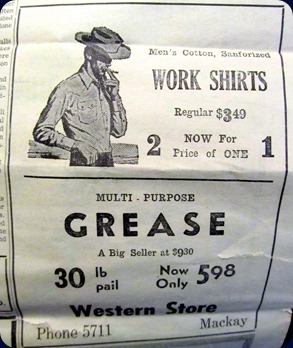 Men's Cotton, Sanforized
WORK SHIRTS
Regular $3.49
2 NOW For Price of ONE 1
MULTI - PURPOSE
GREASE
A Big Seller at $9.30
30 lb pail Now Only 5.98
Western Store
Phone 5711 Mackay